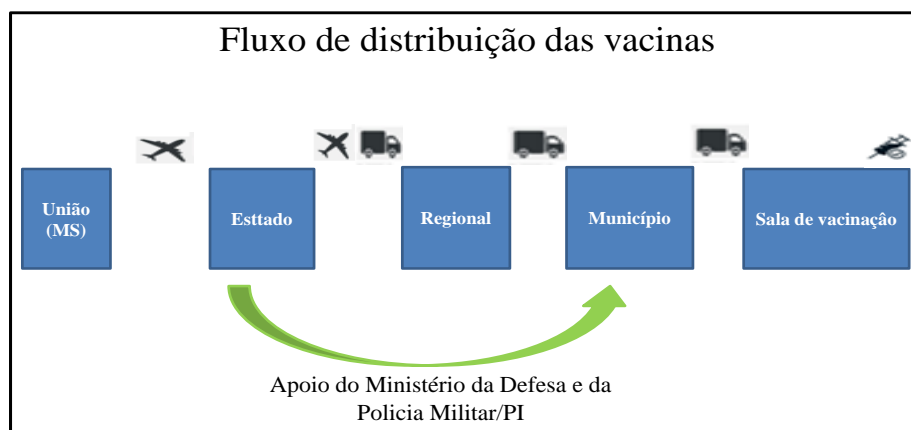 Fluxo de distribuição das vacinas
União
(MS)
Esttado
Regional
Município
Sala de vacinaçâo
Apoio do Ministério da Defesa e da
Policia Militar/PI